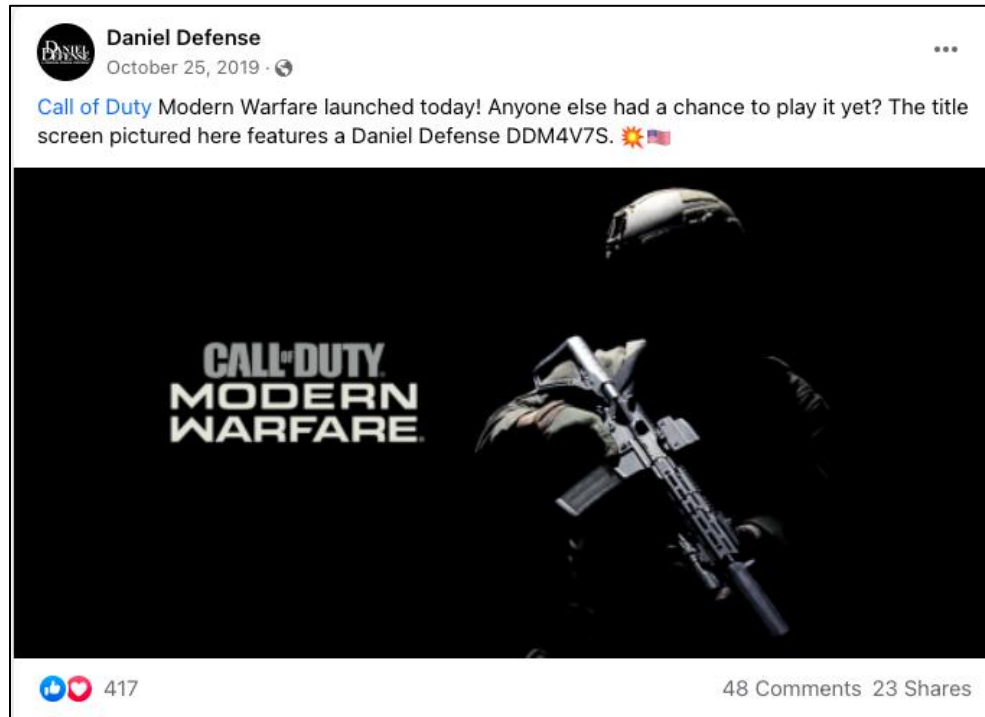 DANIEL
DEFENSE
Daniel Defense
October 25, 2019 ·
Call of Duty Modern Warfare launched today! Anyone else had a chance to play it yet? The title
screen pictured here features a Daniel Defense DDM4V7S. 💥🇺🇸
CALL OF DUTY
MODERN
WARFARE
417
48 Comments 23 Shares